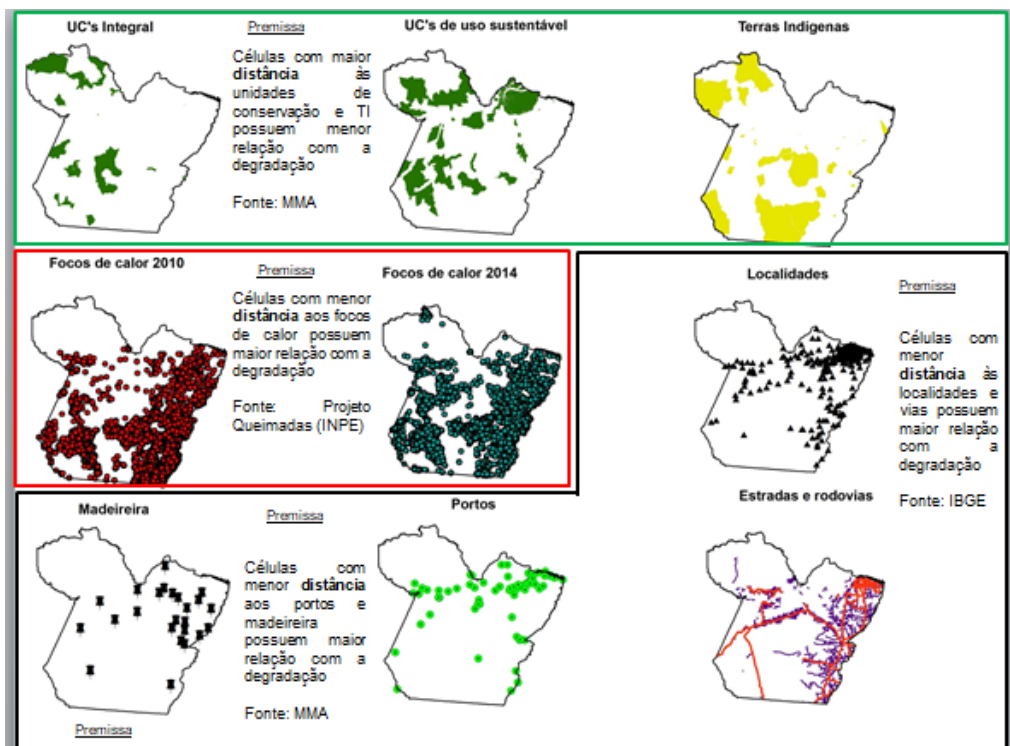 UC's Integral
Premissa
Células com maior
distância às
unidades de
conservação e TI
possuem menor
relação com a
degradação
Fonte: MMA
UC's de uso sustentável
Terras Indigenas
Focos de calor 2010
Premissa
Células com menor
distância aos focos
de calor possuem
maior relação com a
degradação
Fonte: Projeto
Queimadas (INPE)
Focos de calor 2014
Localidades
Premissa
Células com
menor
distância às
localidades e
vias possuem
maior relação
com a
degradação
Fonte: IBGE
Madeireira
Premissa
Células com
menor distância
aos portos e
madeireira
possuem maior
relação com a
degradação
Fonte: MMA
Portos
Estradas e rodovias
Premissa